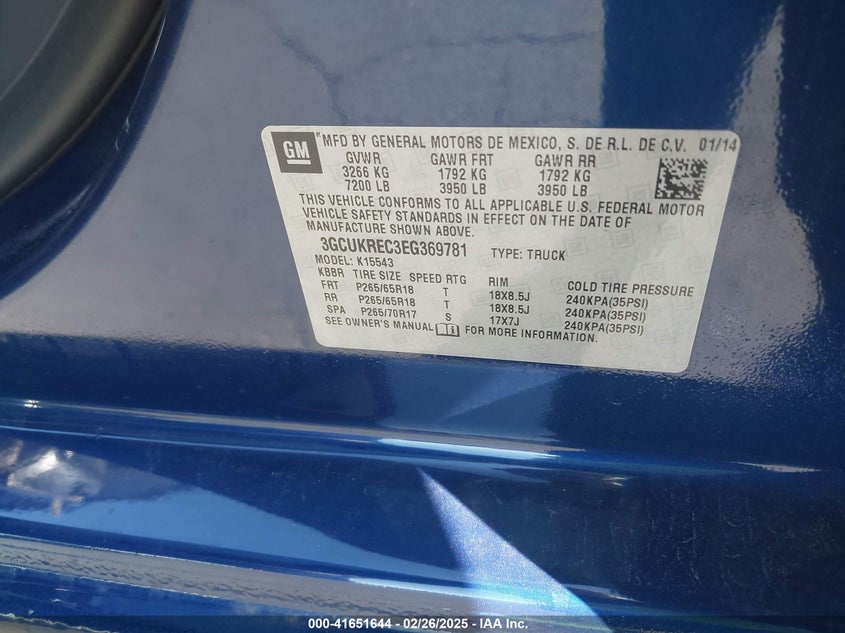 GM
MFD BY GENERAL MOTORS DE MEXICO, S. DE R.L. DE C.V. 01/14
GVWR GAWR FRT GAWR RR
3266 KG 1792 KG 1792 KG
7200 LB 3950 LB 3950 LB
THIS VEHICLE CONFORMS TO ALL APPLICABLE U.S. FEDERAL MOTOR
VEHICLE SAFETY STANDARDS IN EFFECT ON THE DATE OF
MANUFACTURE SHOWN ABOVE.
3GCUKREC3EG369781 TYPE: TRUCK
MODEL: K15543
KBBR TIRE SIZE SPEED RTG RIM COLD TIRE PRESSURE
FRT P265/65R18 T 18X8.5J 240KPA(35PSI)
RR P265/65R18 T 18X8.5J 240KPA(35PSI)
SPA P265/70R17 S 17X7J 240KPA(35PSI)
SEE OWNER'S MANUAL FOR MORE INFORMATION.
000-41651644 - 02/26/2025 - IAA Inc.